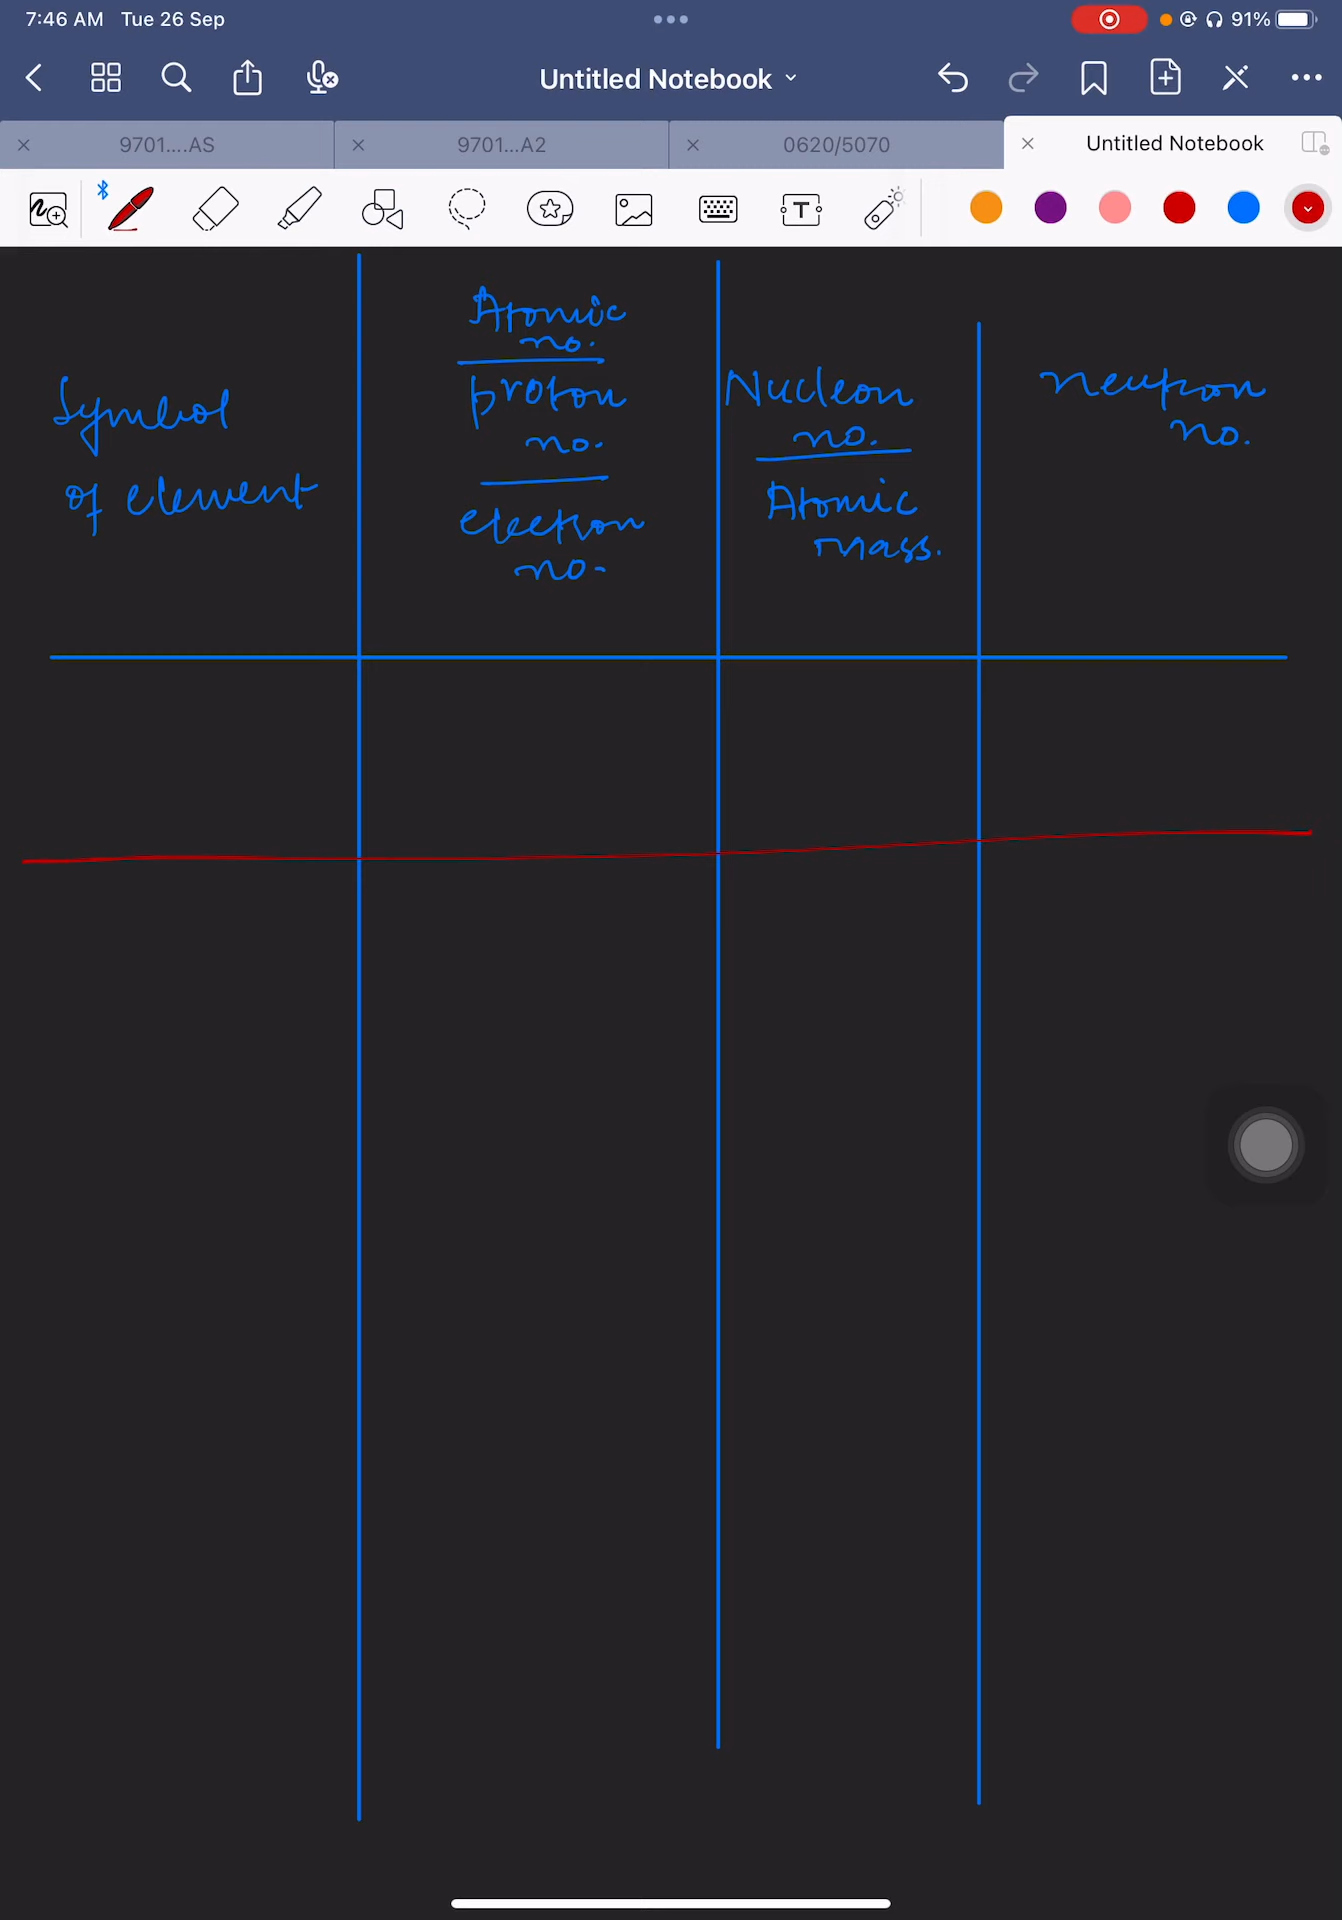 7:46 AM Tue 26 Sep
91%
Untitled Notebook
9701....AS
9701...A2
0620/5070
Untitled Notebook
T
Symbol
of element
Atomic
no.
proton
no.
electron
no.
Nucleon
no.
Atomic
mass.
neutron
no.